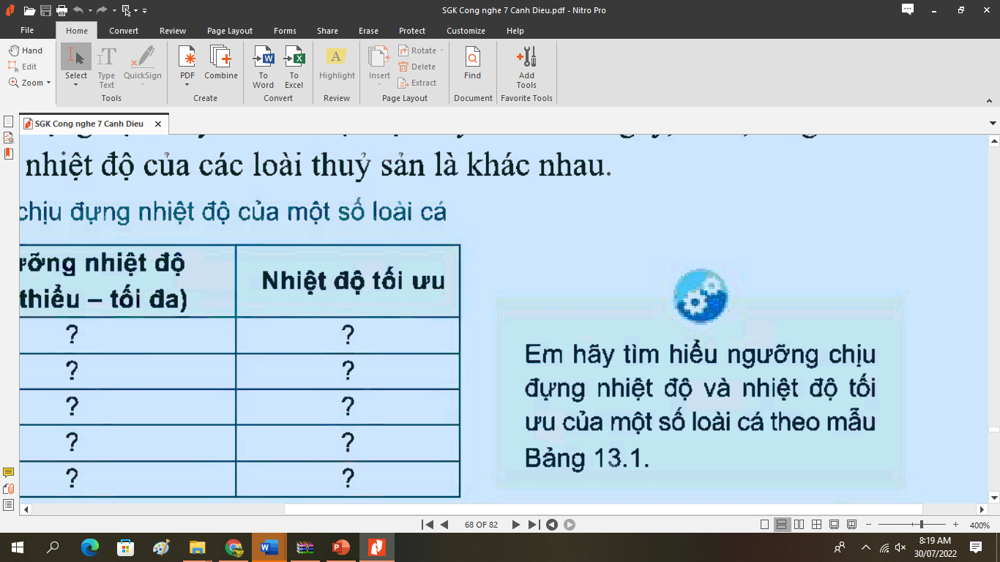 SGK Cong nghe 7 Canh Dieu.pdf - Nitro Pro
File Home Convert Review Page Layout Forms Share Erase Protect Customize Help
Hand
Edit
Zoom
Select
Type Text
QuickSign
Tools
PDF
Combine
Create
To Word
To Excel
Convert
Highlight
Review
Insert
Rotate
Delete
Extract
Page Layout
Find
Document
Add Tools
Favorite Tools
SGK Cong nghe 7 Canh Dieu
nhiệt độ của các loài thuỷ sản là khác nhau.
chịu đựng nhiệt độ của một số loài cá
ưỡng nhiệt độ
thiểu – tối đa)
Nhiệt độ tối ưu
? ?
? ?
? ?
? ?
? ?
Em hãy tìm hiểu ngưỡng chịu
đựng nhiệt độ và nhiệt độ tối
ưu của một số loài cá theo mẫu
Bảng 13.1.
68 OF 82
400%
8:19 AM
30/07/2022